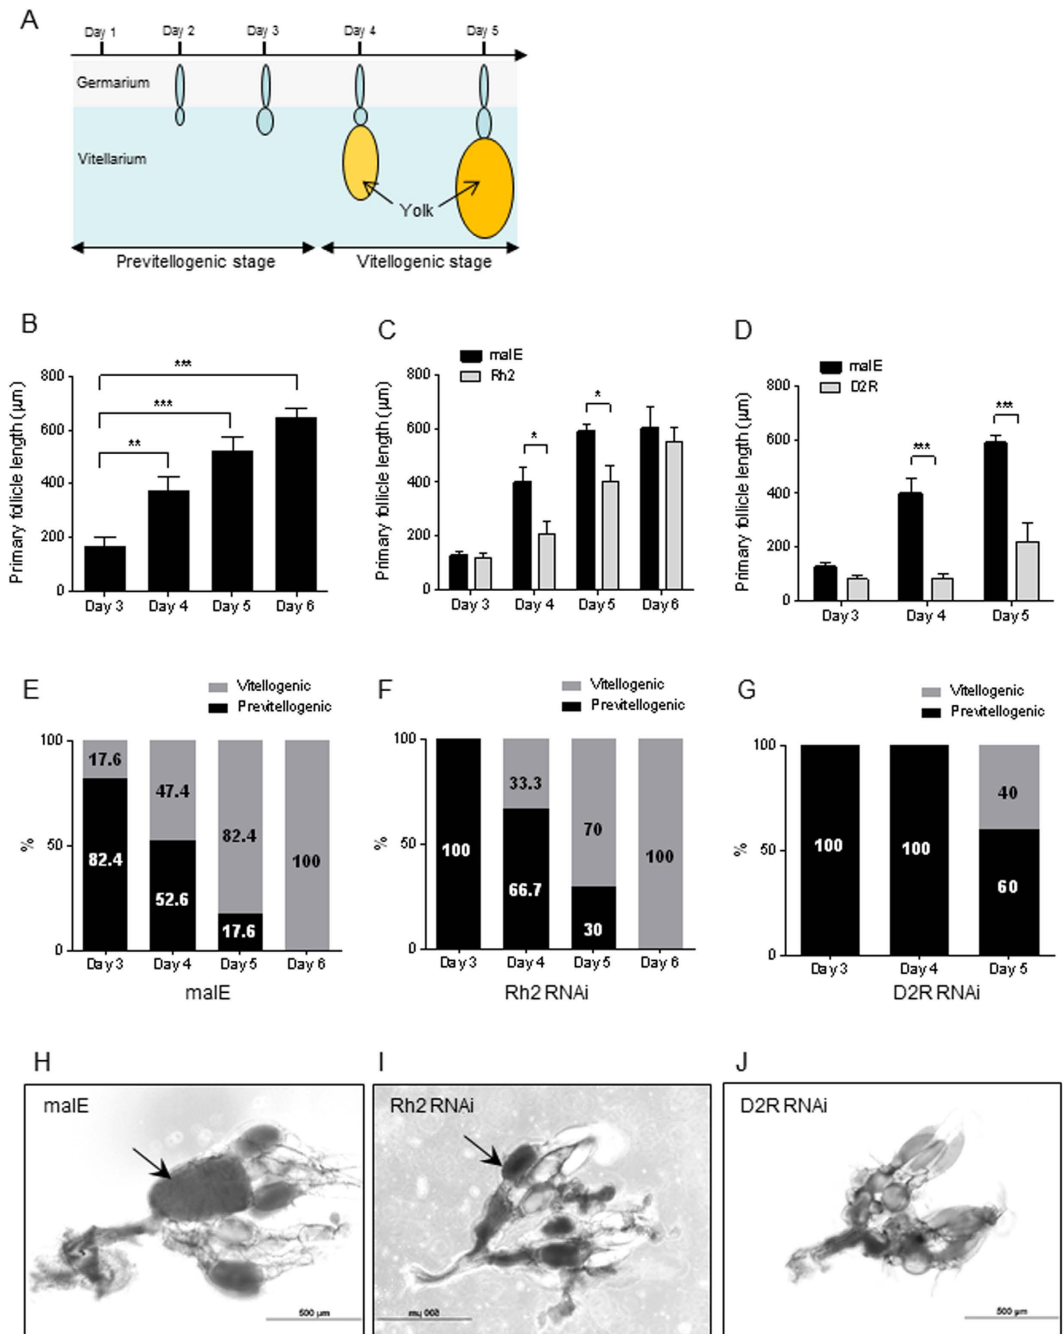 A
Day 1 Day 2 Day 3 Day 4 Day 5
Germarium
Vitellarium
Yolk
Previtellogenic stage Vitellogenic stage
B
Primary follicle length (µm)
800
600
400
200
0
***
***
**
Day 3 Day 4 Day 5 Day 6
C
malE
Rh2
Primary follicle length (µm)
800
600
400
200
0
*
*
Day 3 Day 4 Day 5 Day 6
D
malE
D2R
Primary follicle length (µm)
800
600
400
200
0
***
***
Day 3 Day 4 Day 5
E
Vitellogenic
Previtellogenic
%
100
50
0
17.6
82.4
47.4
52.6
82.4
17.6
100
Day 3 Day 4 Day 5 Day 6
malE
F
Vitellogenic
Previtellogenic
%
100
50
0
100
33.3
66.7
70
30
100
Day 3 Day 4 Day 5 Day 6
Rh2 RNAi
G
Vitellogenic
Previtellogenic
%
100
50
0
100
100
40
60
Day 3 Day 4 Day 5
D2R RNAi
H
malE
500 µm
I
Rh2 RNAi
500 µm
J
D2R RNAi
500 µm